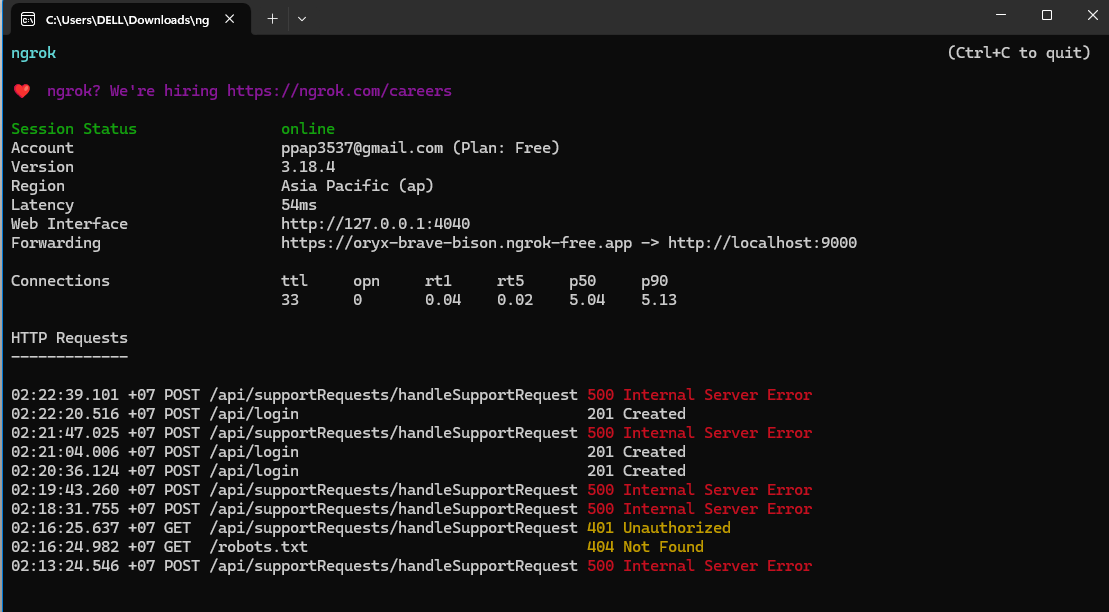 C:\Users\DELL\Downloads\ng
ngrok (Ctrl+C to quit)
ngrok? We're hiring https://ngrok.com/careers
Session Status online
Account ppap3537@gmail.com (Plan: Free)
Version 3.18.4
Region Asia Pacific (ap)
Latency 54ms
Web Interface http://127.0.0.1:4040
Forwarding https://oryx-brave-bison.ngrok-free.app -> http://localhost:9000
Connections ttl opn rt1 rt5 p50 p90
33 0 0.04 0.02 5.04 5.13
HTTP Requests
-------------
02:22:39.101 +07 POST /api/supportRequests/handleSupportRequest 500 Internal Server Error
02:22:20.516 +07 POST /api/login 201 Created
02:21:47.025 +07 POST /api/supportRequests/handleSupportRequest 500 Internal Server Error
02:21:04.006 +07 POST /api/login 201 Created
02:20:36.124 +07 POST /api/login 201 Created
02:19:43.260 +07 POST /api/supportRequests/handleSupportRequest 500 Internal Server Error
02:18:31.755 +07 POST /api/supportRequests/handleSupportRequest 500 Internal Server Error
02:16:25.637 +07 GET /api/supportRequests/handleSupportRequest 401 Unauthorized
02:16:24.982 +07 GET /robots.txt 404 Not Found
02:13:24.546 +07 POST /api/supportRequests/handleSupportRequest 500 Internal Server Error